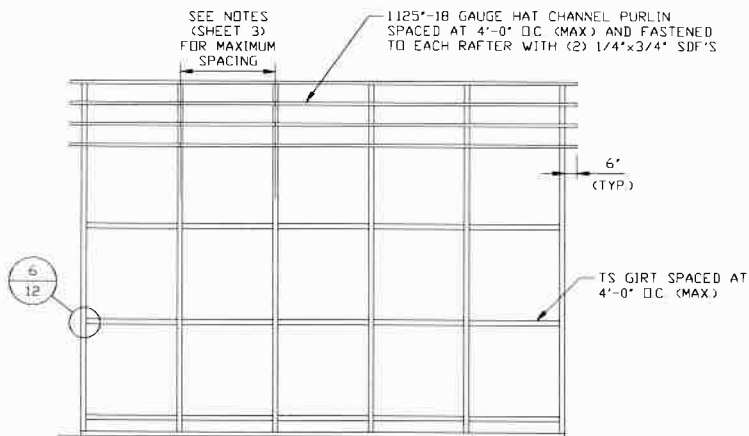 SEE NOTES
(SHEET 3)
FOR MAXIMUM
SPACING
1.125"-18 GAUGE HAT CHANNEL PURLIN
SPACED AT 4'-0" O.C. (MAX.) AND FASTENED
TO EACH RAFTER WITH (2) 1/4"x3/4" SDF'S
6"
(TYP.)
6
12
TS GIRT SPACED AT
4'-0" O.C. (MAX.)